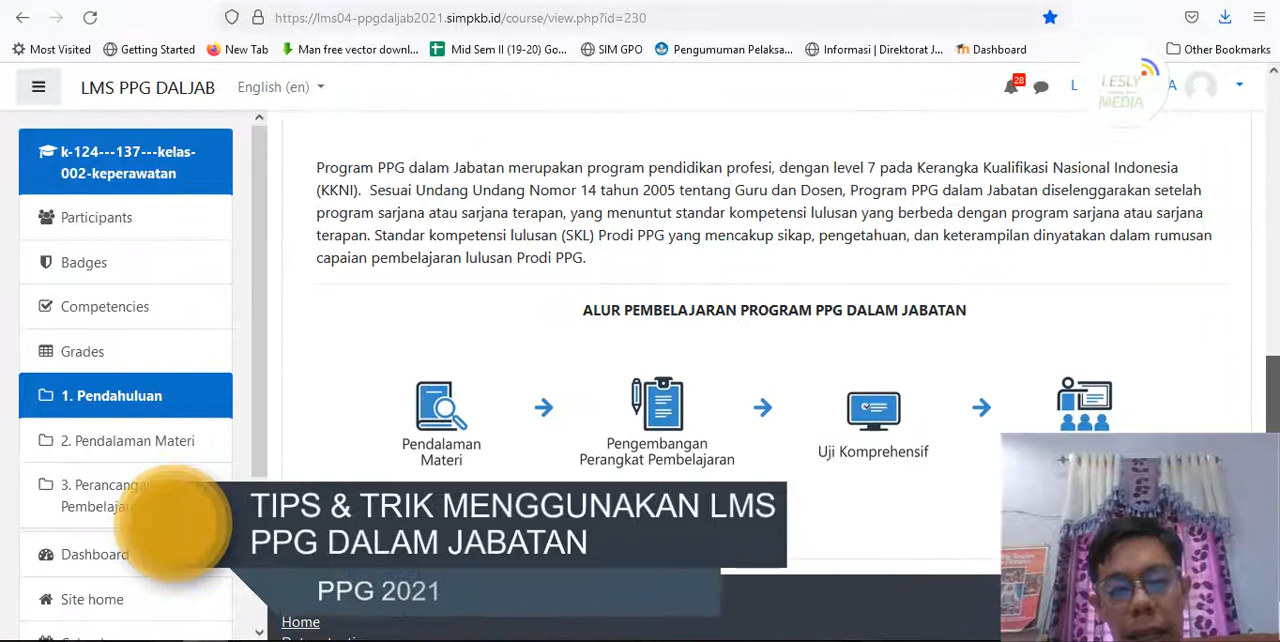 https://lms04-ppgdaljab2021.simpkb.id/course/view.php?id=230
Most Visited Getting Started New Tab Man free vector downl... Mid Sem II (19-20) Go... SIM GPO Pengumuman Pelaksa... Informasi | Direktorat J... Dashboard Other Bookmarks
LMS PPG DALJAB English (en) 28 L A
LESLY
MEDIA
k-124---137---kelas-
002-keperawatan
Participants
Badges
Competencies
Grades
1. Pendahuluan
2. Pendalaman Materi
3. Perancangan
Dashboard
Site home
Program PPG dalam Jabatan merupakan program pendidikan profesi, dengan level 7 pada Kerangka Kualifikasi Nasional Indonesia
(KKNI). Sesuai Undang Undang Nomor 14 tahun 2005 tentang Guru dan Dosen, Program PPG dalam Jabatan diselenggarakan setelah
program sarjana atau sarjana terapan, yang menuntut standar kompetensi lulusan yang berbeda dengan program sarjana atau sarjana
terapan. Standar kompetensi lulusan (SKL) Prodi PPG yang mencakup sikap, pengetahuan, dan keterampilan dinyatakan dalam rumusan
capaian pembelajaran lulusan Prodi PPG.
ALUR PEMBELAJARAN PROGRAM PPG DALAM JABATAN
Pendalaman
Materi
Pengembangan
Perangkat Pembelajaran
Uji Komprehensif
TIPS & TRIK MENGGUNAKAN LMS
PPG DALAM JABATAN
PPG 2021
Home